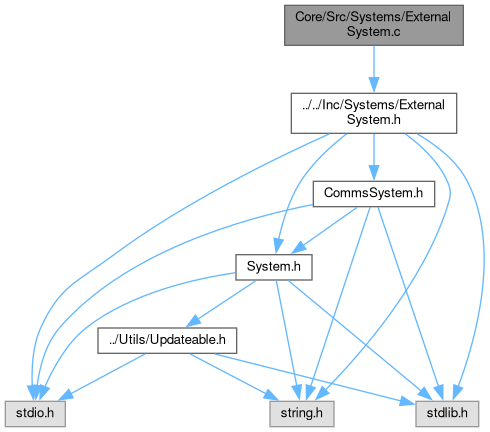 Core/Src/Systems/External
System.c
../../Inc/Systems/External
System.h
CommsSystem.h
System.h
../Utils/Updateable.h
stdio.h
string.h
stdlib.h